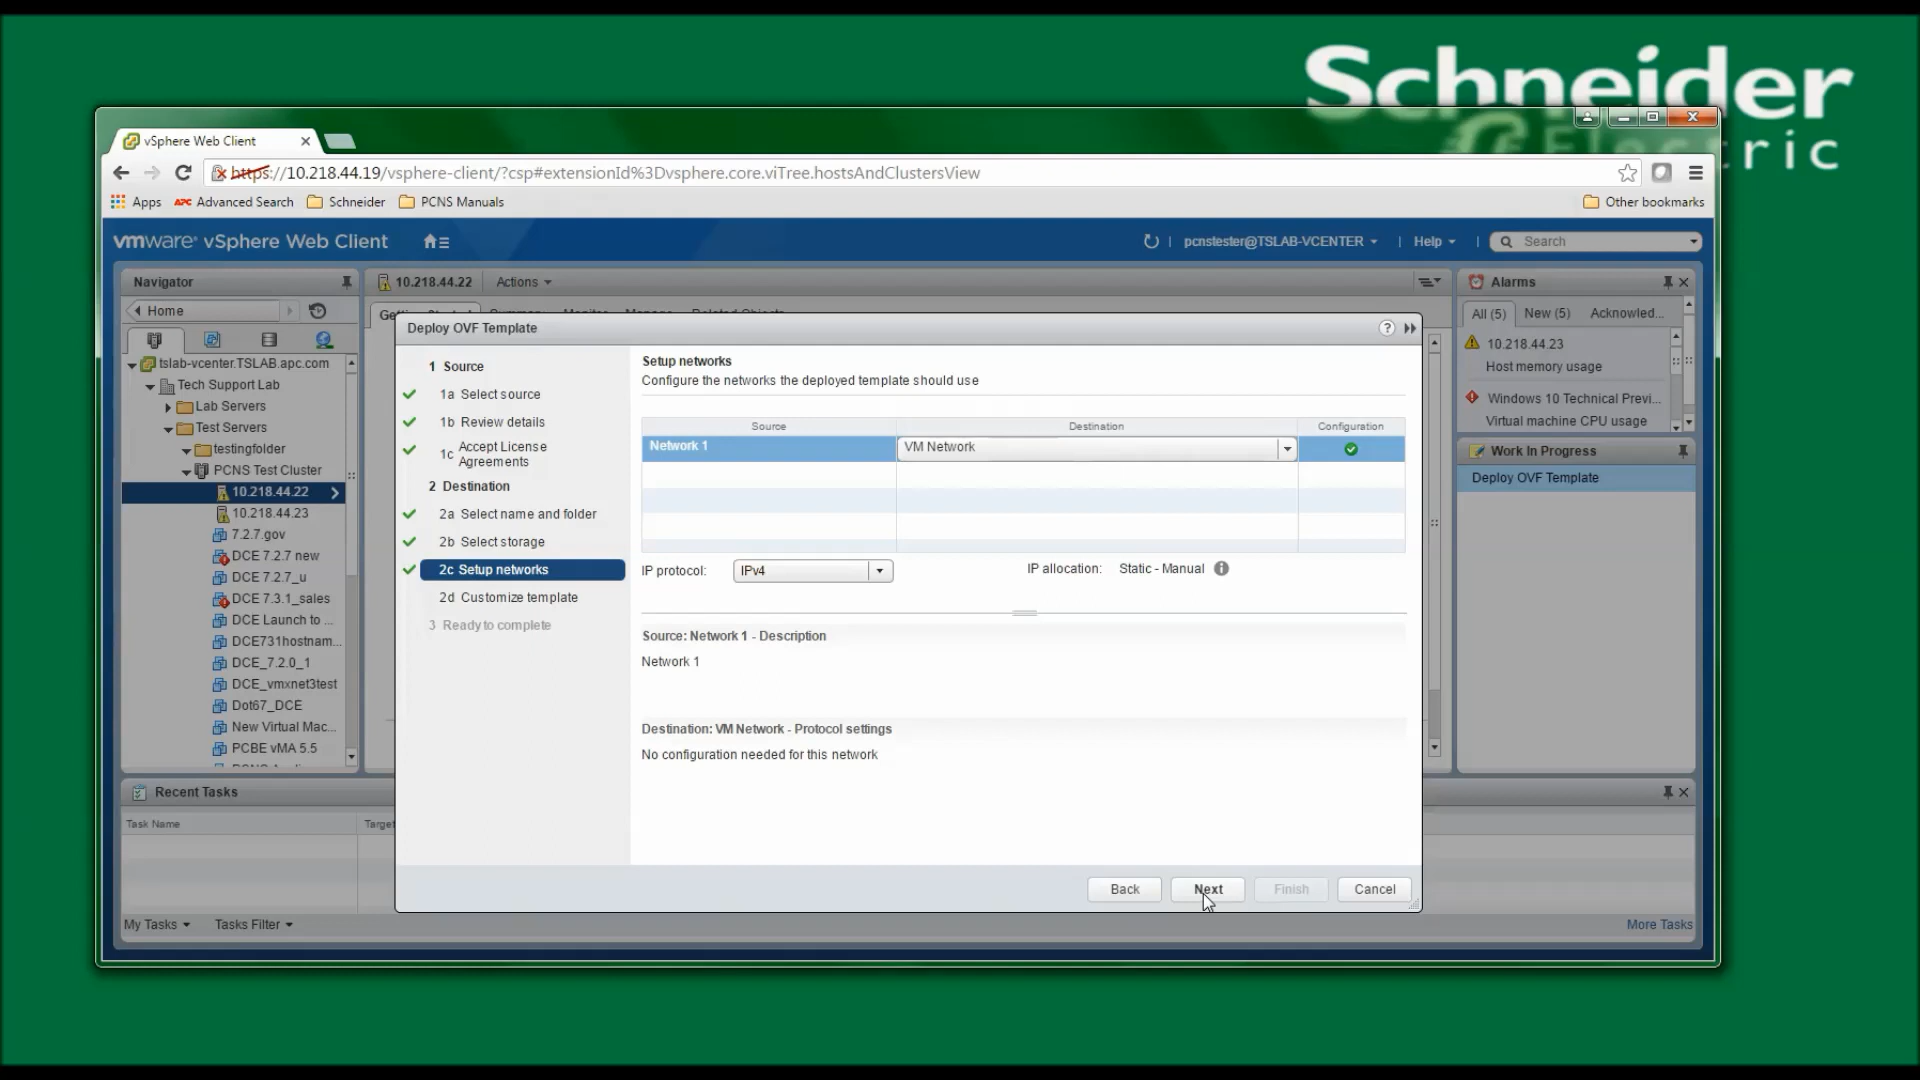 Schneider
Electric
vSphere Web Client
https://10.218.44.19/vsphere-client/?csp#extensionId%3Dvsphere.core.viTree.hostsAndClustersView
Apps
APC Advanced Search
Schneider
PCNS Manuals
Other bookmarks
vmware® vSphere Web Client
pcnstester@TSLAB-VCENTER
Help
Search
Navigator
Home
tslab-vcenter.TSLAB.apc.com
Tech Support Lab
Lab Servers
Test Servers
testingfolder
PCNS Test Cluster
10.218.44.22
10.218.44.23
7.2.7.gov
DCE 7.2.7 new
DCE 7.2.7_u
DCE 7.3.1_sales
DCE Launch to ...
DCE731hostnam...
DCE_7.2.0_1
DCE_vmxnet3test
Dot67_DCE
New Virtual Mac...
PCBE vMA 5.5
10.218.44.22
Actions
Deploy OVF Template
1 Source
1a Select source
1b Review details
1c Accept License
Agreements
2 Destination
2a Select name and folder
2b Select storage
2c Setup networks
2d Customize template
3 Ready to complete
Setup networks
Configure the networks the deployed template should use
Source
Destination
Configuration
Network 1
VM Network
IP protocol:
IPv4
IP allocation:
Static - Manual
Source: Network 1 - Description
Network 1
Destination: VM Network - Protocol settings
No configuration needed for this network
Back
Next
Finish
Cancel
Alarms
All (5)
New (5)
Acknowled...
10.218.44.23
Host memory usage
Windows 10 Technical Previ...
Virtual machine CPU usage
Work In Progress
Deploy OVF Template
Recent Tasks
Task Name
Target
My Tasks
Tasks Filter
More Tasks